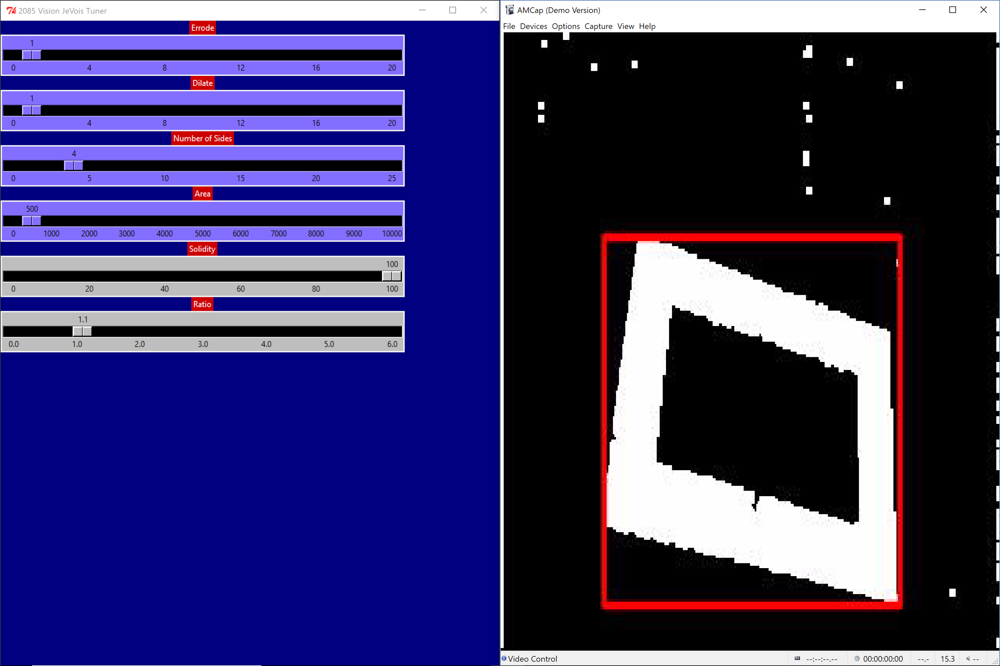 2085 Vision JeVois Tuner
Errode
1
0 4 8 12 16 20
Dilate
1
0 4 8 12 16 20
Number of Sides
4
0 5 10 15 20 25
Area
500
0 1000 2000 3000 4000 5000 6000 7000 8000 9000 10000
Solidity
100
0 20 40 60 80 100
Ratio
1.1
0.0 1.0 2.0 3.0 4.0 5.0 6.0
AMCap (Demo Version)
File Devices Options Capture View Help
Video Control --:--:--.-- 00:00:00:00 --.- 15.3 --